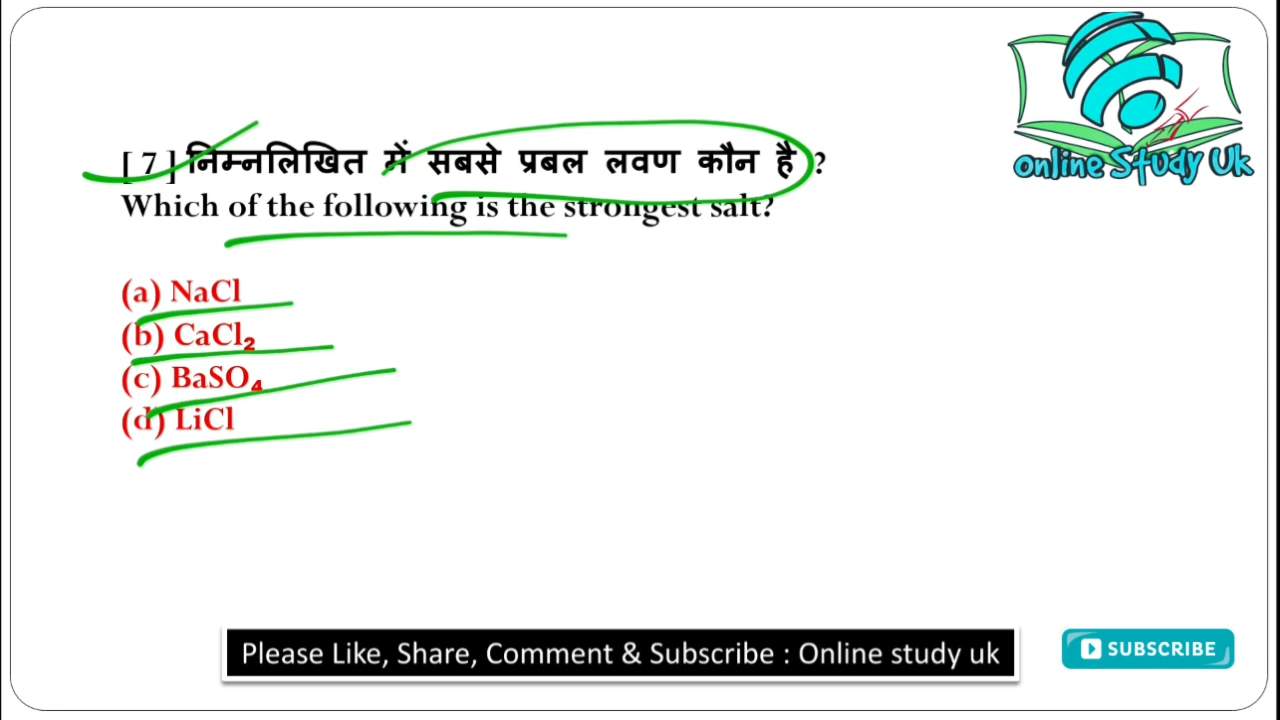 [ 7 ] निम्नलिखित में सबसे प्रबल लवण कौन है ?
Which of the following is the strongest salt?
(a) NaCl
(b) CaCl₂
(c) BaSO₄
(d) LiCl
online Study Uk
Please Like, Share, Comment & Subscribe : Online study uk
SUBSCRIBE